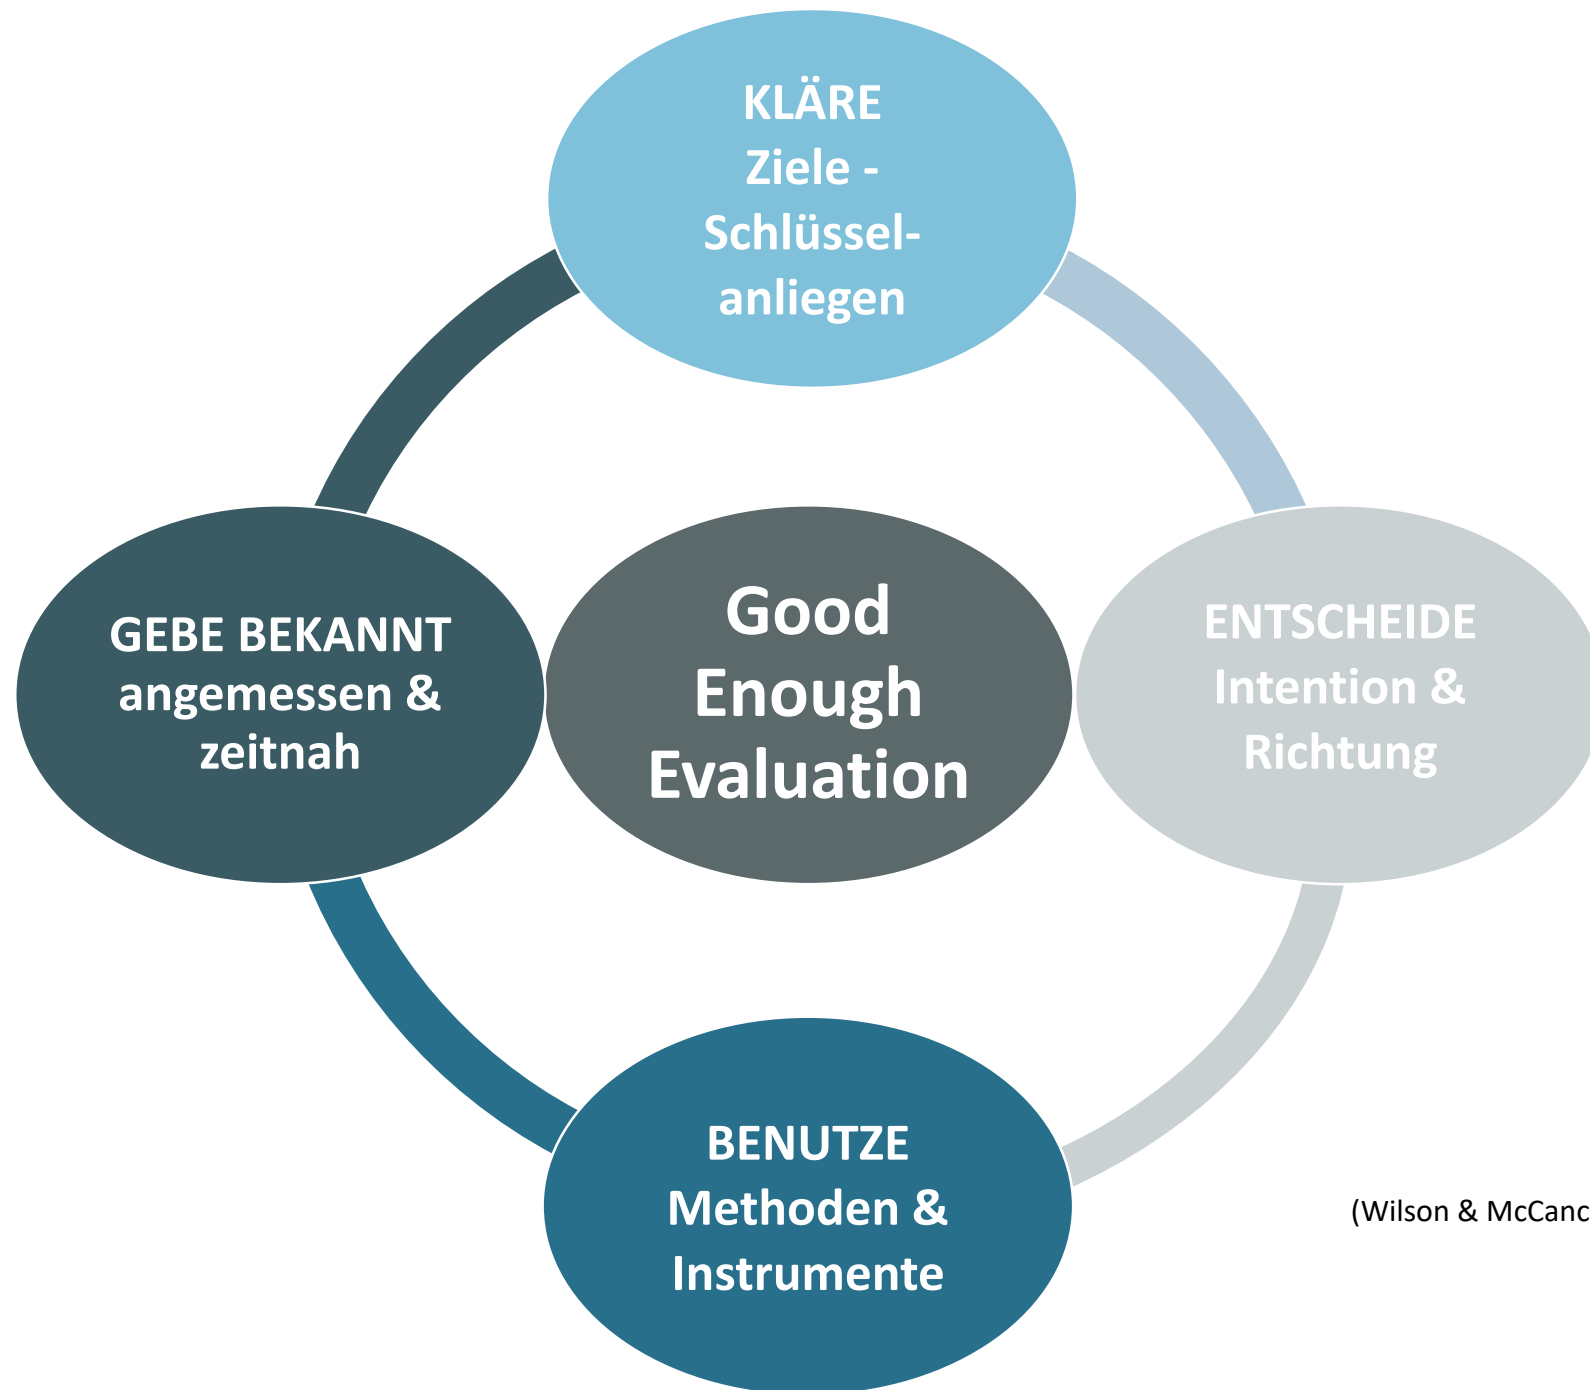 KLÄRE
Ziele -
Schlüssel-
anliegen
GEBE BEKANNT
angemessen &
zeitnah
Good
Enough
Evaluation
ENTSCHEIDE
Intention &
Richtung
BENUTZE
Methoden &
Instrumente
(Wilson & McCanc